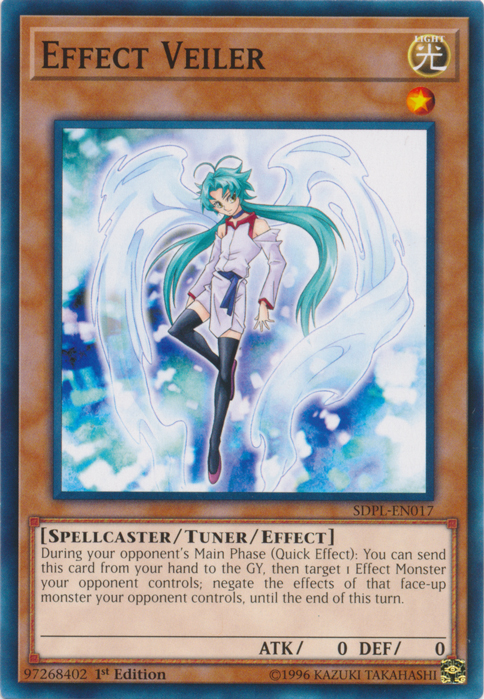 EFFECT VEILER
LIGHT
光
SDPL-EN017
[SPELLCASTER/TUNER/EFFECT]
During your opponent's Main Phase (Quick Effect): You can send
this card from your hand to the GY, then target 1 Effect Monster
your opponent controls; negate the effects of that face-up
monster your opponent controls, until the end of this turn.
ATK/ 0 DEF/ 0
97268402 1st Edition ©1996 KAZUKI TAKAHASHI